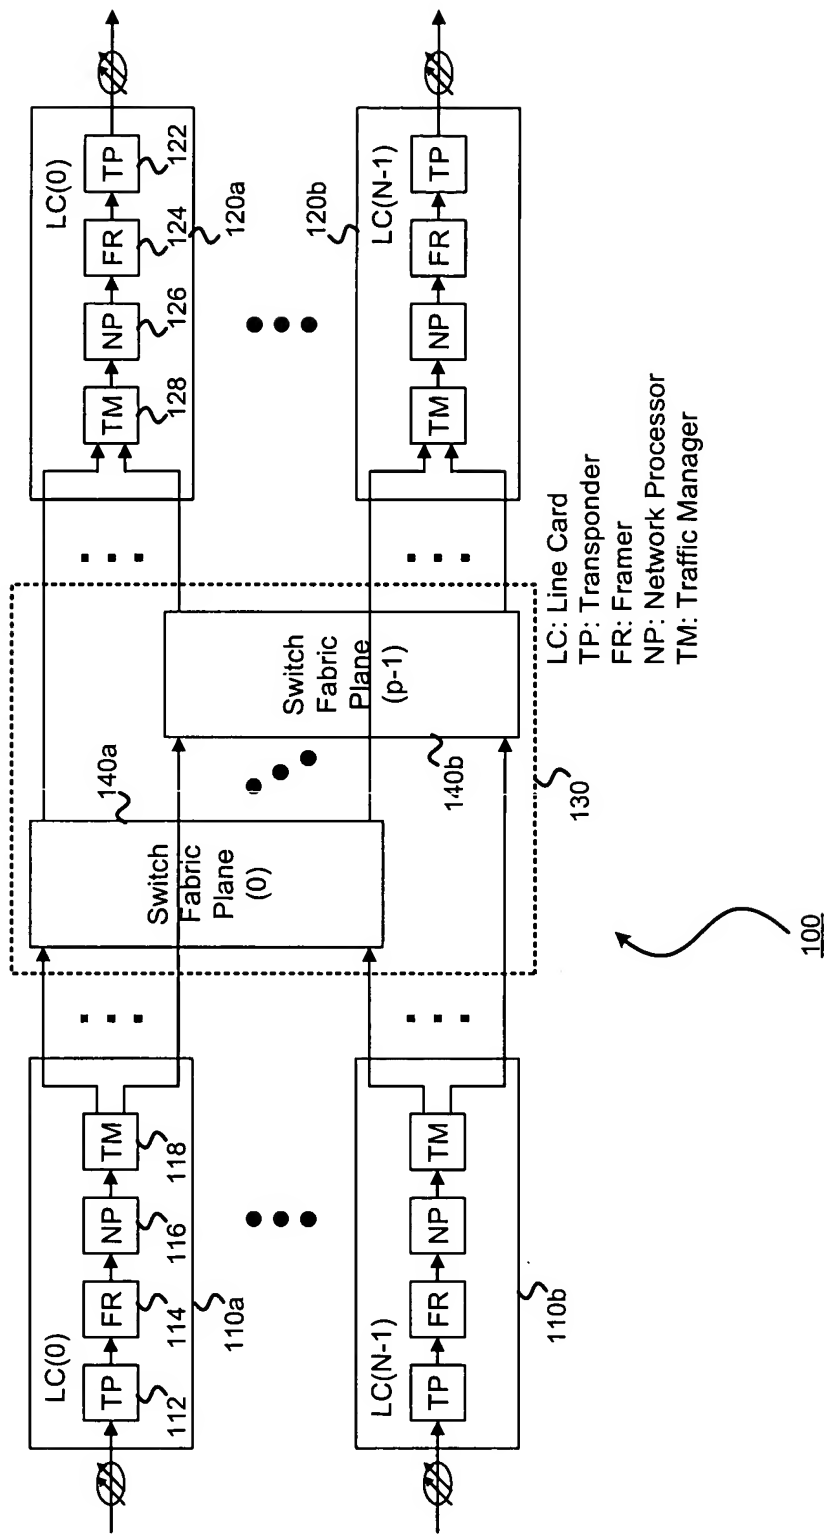 LC(0)
TP
FR
NP
TM
112
114
116
118
110a
LC(N-1)
TP
FR
NP
TM
110b
Switch
Fabric
Plane
(0)
140a
Switch
Fabric
Plane
(p-1)
140b
130
LC(0)
TM
NP
FR
TP
128
126
124
122
120a
120b
LC(N-1)
TM
NP
FR
TP
LC: Line Card
TP: Transponder
FR: Framer
NP: Network Processor
TM: Traffic Manager
100